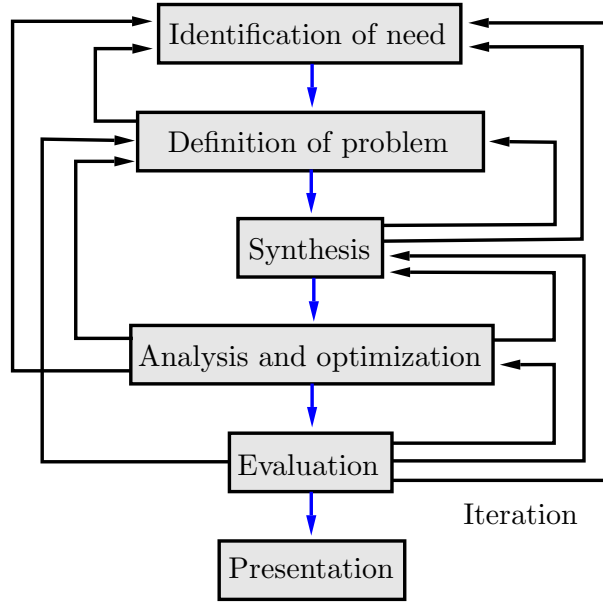 Identification of need
Definition of problem
Synthesis
Analysis and optimization
Evaluation
Iteration
Presentation